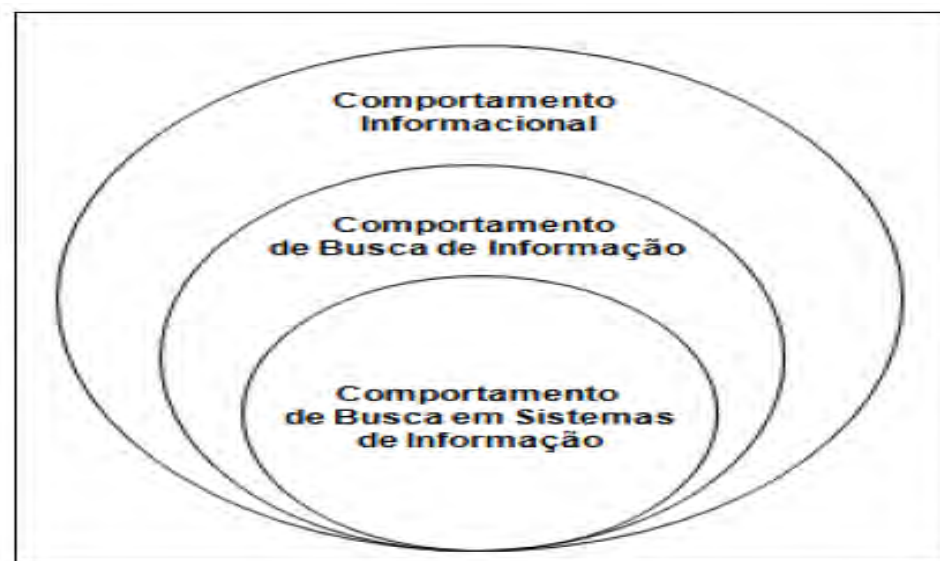 Comportamento
Informacional
Comportamento
de Busca de Informação
Comportamento
de Busca em Sistemas
de Informação